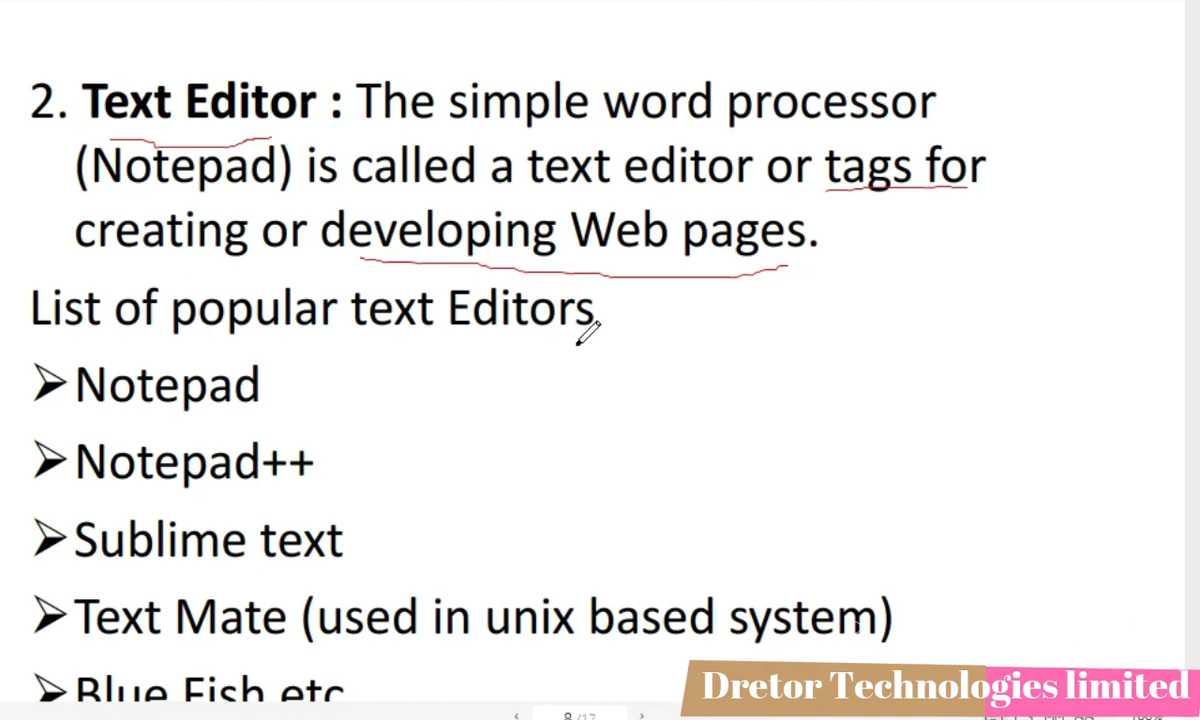 2. Text Editor : The simple word processor
(Notepad) is called a text editor or tags for
creating or developing Web pages.
List of popular text Editors
➢Notepad
➢Notepad++
➢Sublime text
➢Text Mate (used in unix based system)
➢Blue Fish etc
Dretor Technologies limited
8 /17